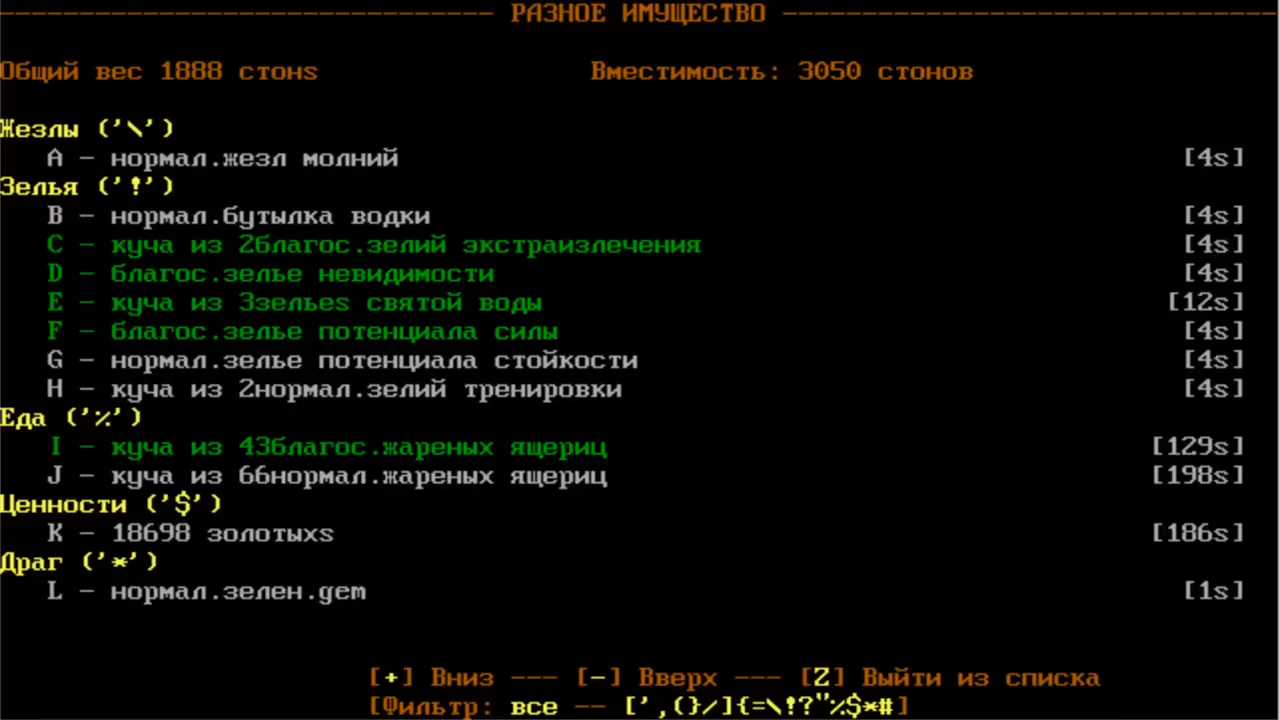 РАЗНОЕ ИМУЩЕСТВО
Общий вес 1888 стонs Вместимость: 3050 стонов
Жезлы ('\')
A - нормал.жезл молний [4s]
Зелья ('!')
B - нормал.бутылка водки [4s]
C - куча из 2благос.зелий экстраизлечения [4s]
D - благос.зелье невидимости [4s]
E - куча из 3зельеs святой воды [12s]
F - благос.зелье потенциала силы [4s]
G - нормал.зелье потенциала стойкости [4s]
H - куча из 2нормал.зелий тренировки [4s]
Еда ('%')
I - куча из 43благос.жареных ящериц [129s]
J - куча из 66нормал.жареных ящериц [198s]
Ценности ('$')
K - 18698 золотыхs [186s]
Драг ('*')
L - нормал.зелен.gem [1s]
[+] Вниз --- [-] Вверх --- [Z] Выйти из списка
[Фильтр: все -- [',(}/]{=\!?"%$*#]